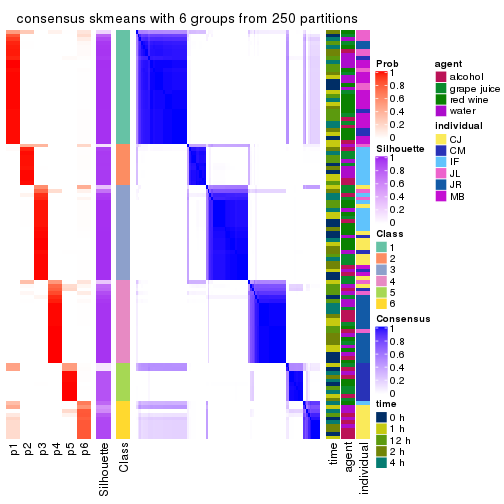 consensus skmeans with 6 groups from 250 partitions
Prob
1
0.8
0.6
0.4
0.2
0
Silhouette
1
0.8
0.6
0.4
0.2
0
Class
1
2
3
4
5
6
Consensus
1
0.8
0.6
0.4
0.2
0
time
0 h
1 h
12 h
2 h
4 h
agent
alcohol
grape juice
red wine
water
Individual
CJ
CM
IF
JL
JR
MB
p1
p2
p3
p4
p5
p6
Silhouette
Class
time
agent
individual